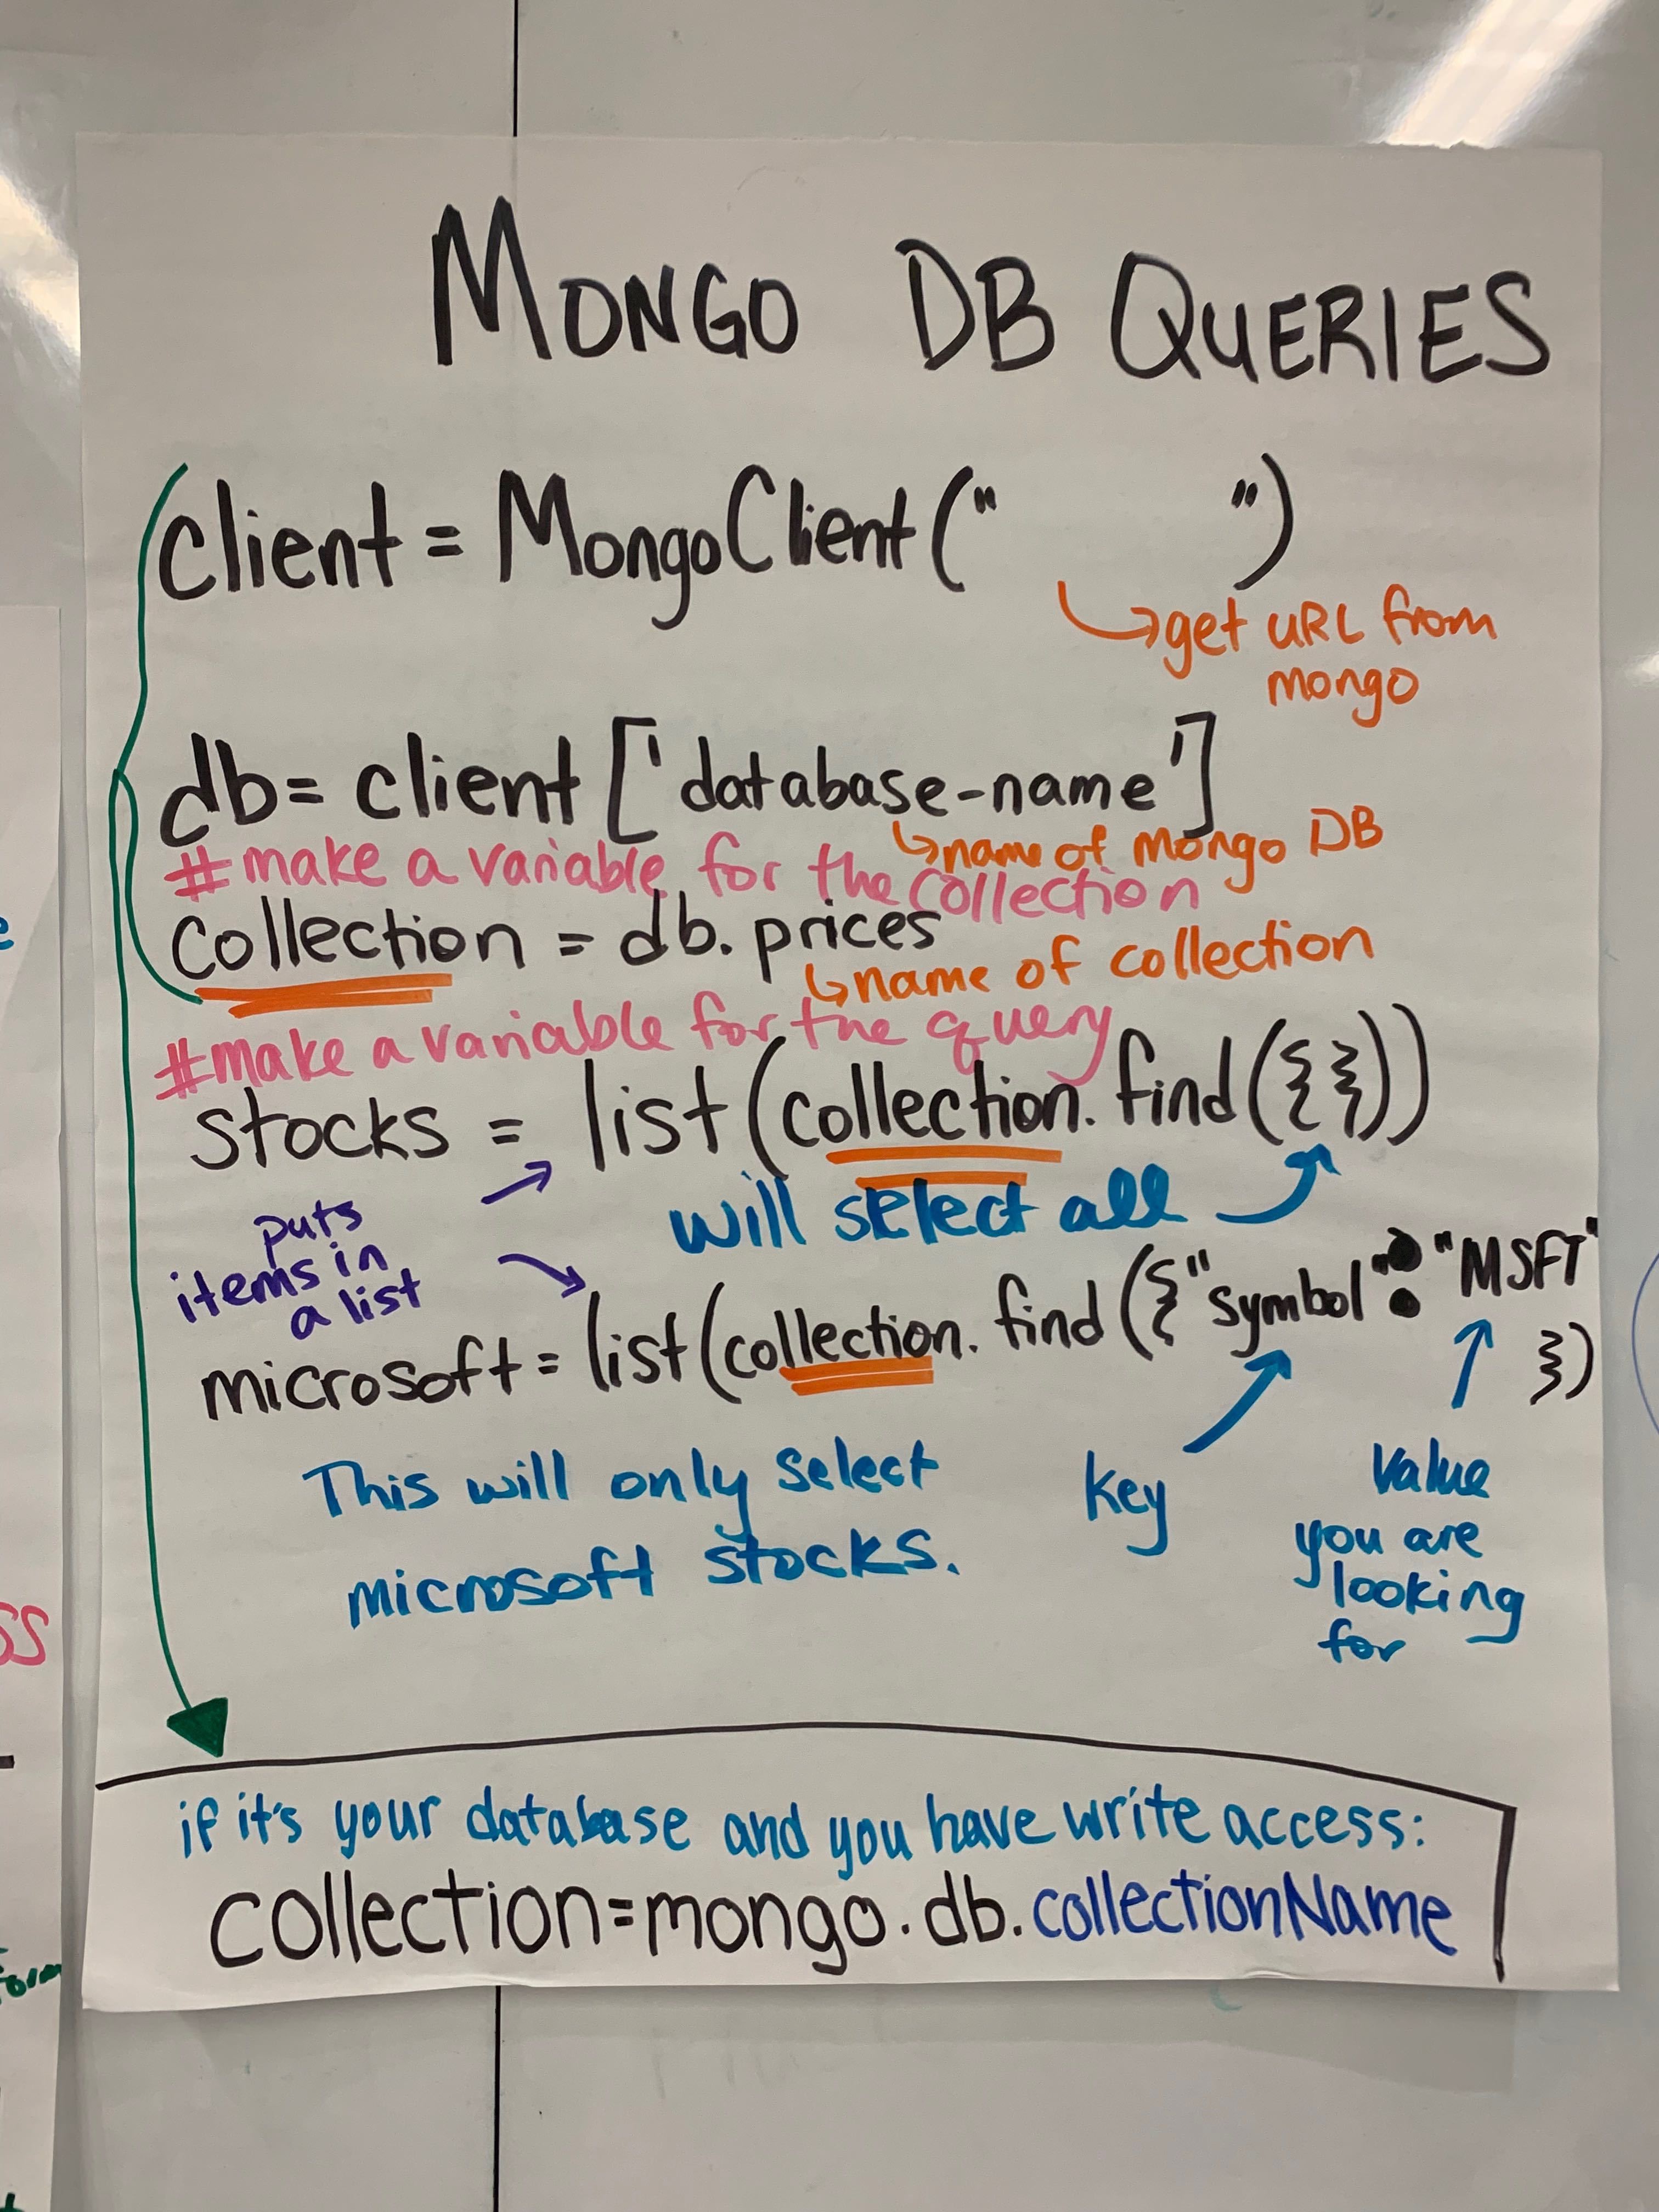 MONGO DB QUERIES
client = MongoClient(" ")
get URL from
mongo
db= client ['database-name']
name of mongo DB
#make a variable for the collection
collection = db.prices
name of collection
#make a variable for the query
stocks = list(collection.find({}))
will select all
puts
items in
a list
microsoft = list(collection.find({"symbol": "MSFT"
})
This will only select
microsoft stocks.
key
value
you are
looking
for
if it's your database and you have write access:
collection=mongo.db.collectionName
SS
form